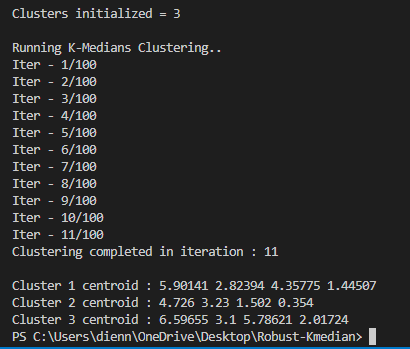 Clusters initialized = 3
Running K-Medians Clustering..
Iter - 1/100
Iter - 2/100
Iter - 3/100
Iter - 4/100
Iter - 5/100
Iter - 6/100
Iter - 7/100
Iter - 8/100
Iter - 9/100
Iter - 10/100
Iter - 11/100
Clustering completed in iteration : 11
Cluster 1 centroid : 5.90141 2.82394 4.35775 1.44507
Cluster 2 centroid : 4.726 3.23 1.502 0.354
Cluster 3 centroid : 6.59655 3.1 5.78621 2.01724
PS C:\Users\dienn\OneDrive\Desktop\Robust-Kmedian>